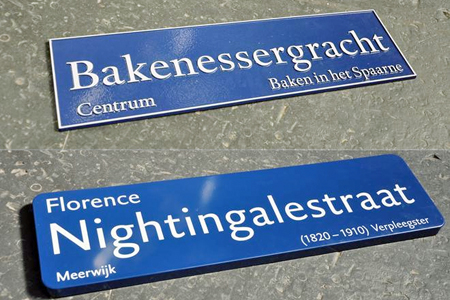 Bakenessergracht
Centrum Baken in het Spaarne
Florence
Nightingalestraat
(1820–1910) Verpleegster
Meerwijk